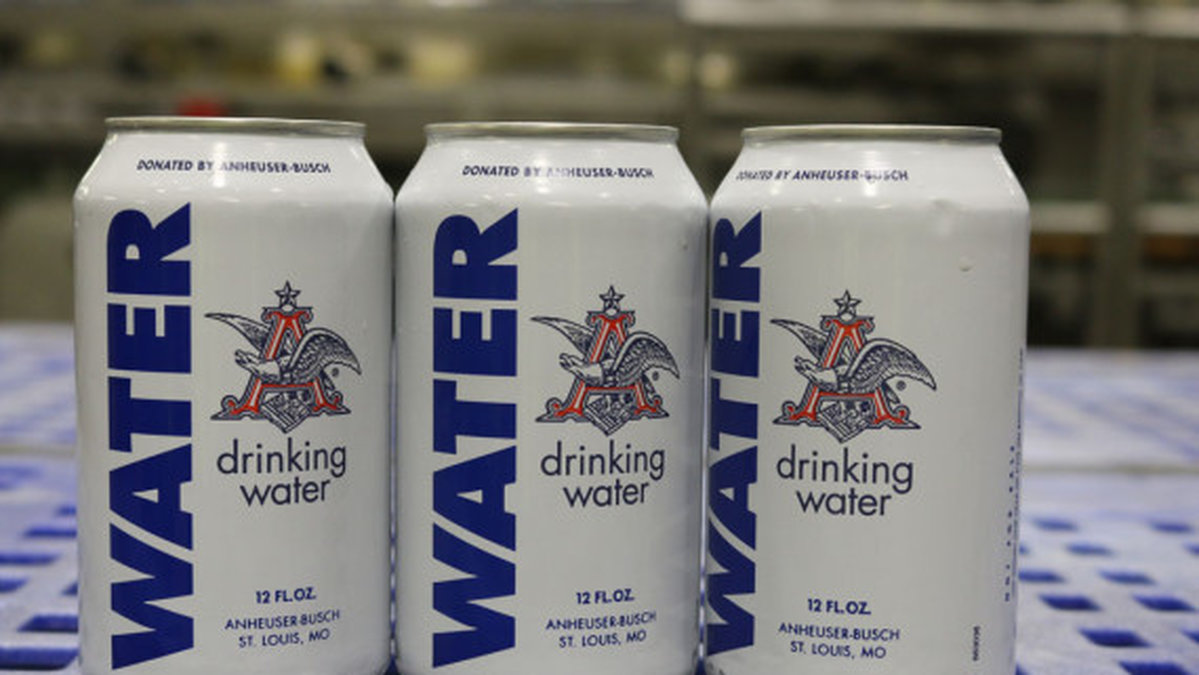 DONATED BY ANHEUSER-BUSCH
WATER
A
®
drinking
water
12 FL.OZ.
ANHEUSER-BUSCH
ST. LOUIS, MO
DONATED BY ANHEUSER-BUSCH
WATER
A
®
drinking
water
12 FL.OZ.
ANHEUSER-BUSCH
ST. LOUIS, MO
DONATED BY ANHEUSER-BUSCH
WATER
A
®
drinking
water
12 FL.OZ.
ANHEUSER-BUSCH
ST. LOUIS, MO